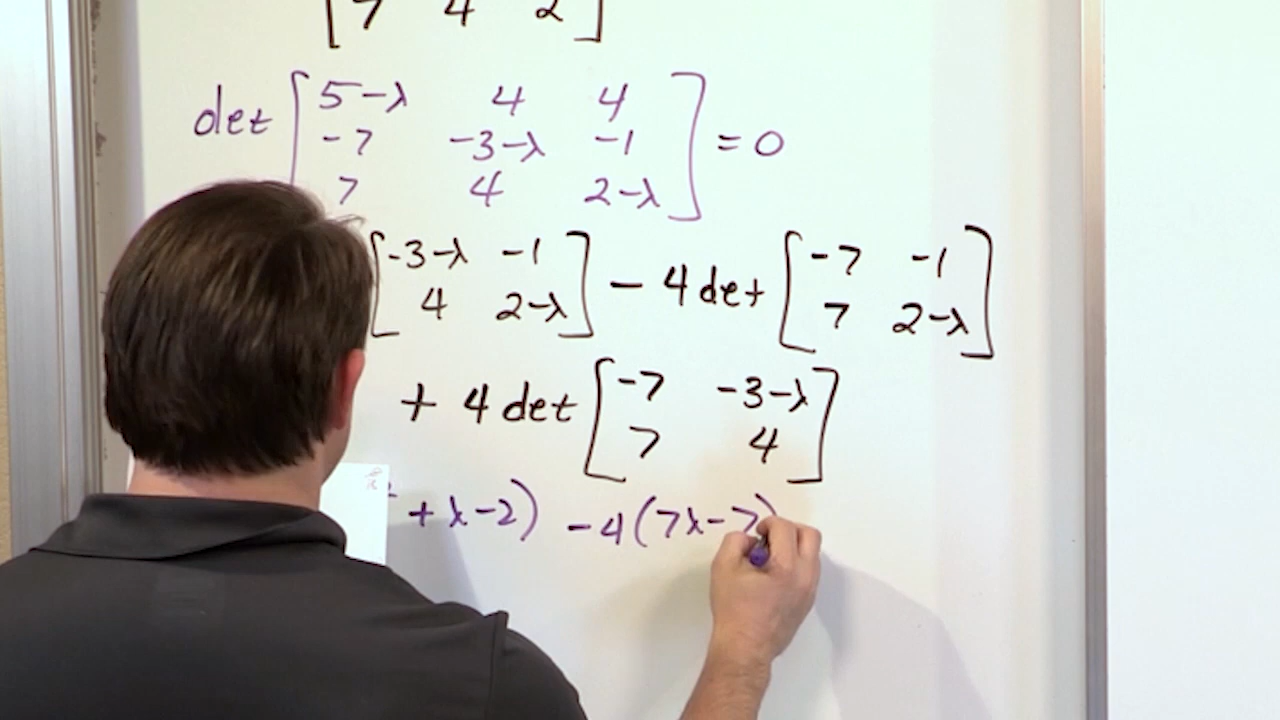 7 4 2
det [ 5-λ 4 4
-7 -3-λ -1
7 4 2-λ ] = 0
[ -3-λ -1
4 2-λ ] - 4 det [ -7 -1
7 2-λ ]
+ 4 det [ -7 -3-λ
7 4 ]
+ λ - 2) - 4(7λ - 7)